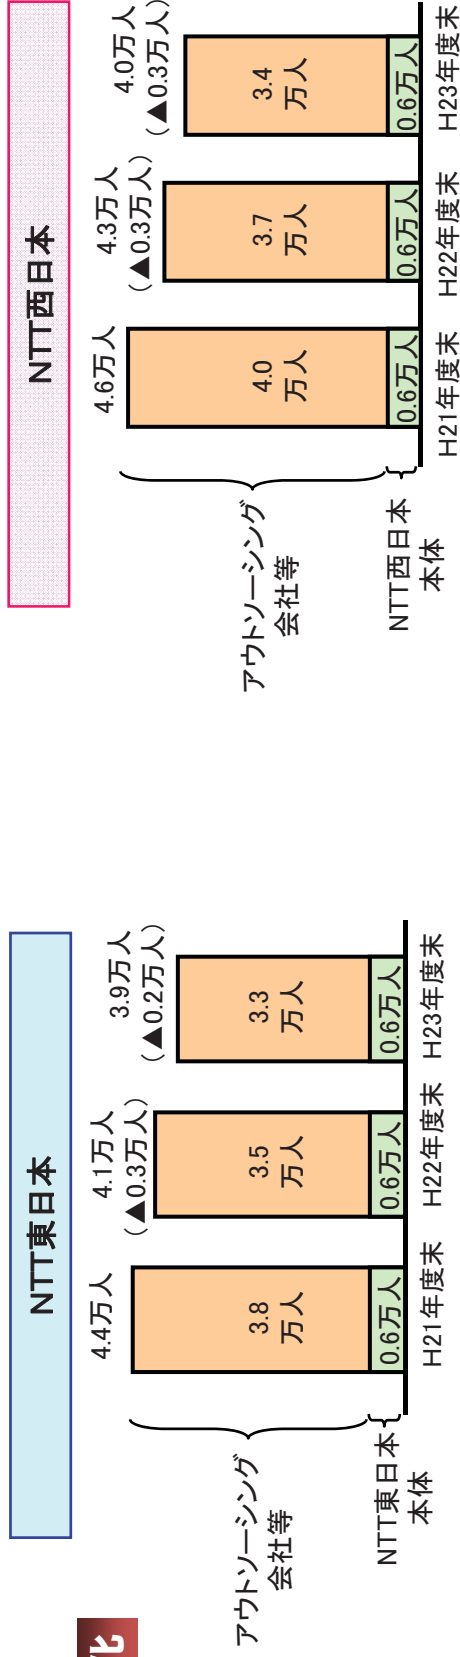 NTT東日本
4.4万人
4.1万人
(▲0.3万人)
3.9万人
(▲0.2万人)
アウトソーシング
会社等
3.8
万人
3.5
万人
3.3
万人
NTT東日本
本体
0.6万人
0.6万人
0.6万人
H21年度末
H22年度末
H23年度末
NTT西日本
4.6万人
4.3万人
(▲0.3万人)
4.0万人
(▲0.3万人)
アウトソーシング
会社等
4.0
万人
3.7
万人
3.4
万人
NTT西日本
本体
0.6万人
0.6万人
0.6万人
H21年度末
H22年度末
H23年度末